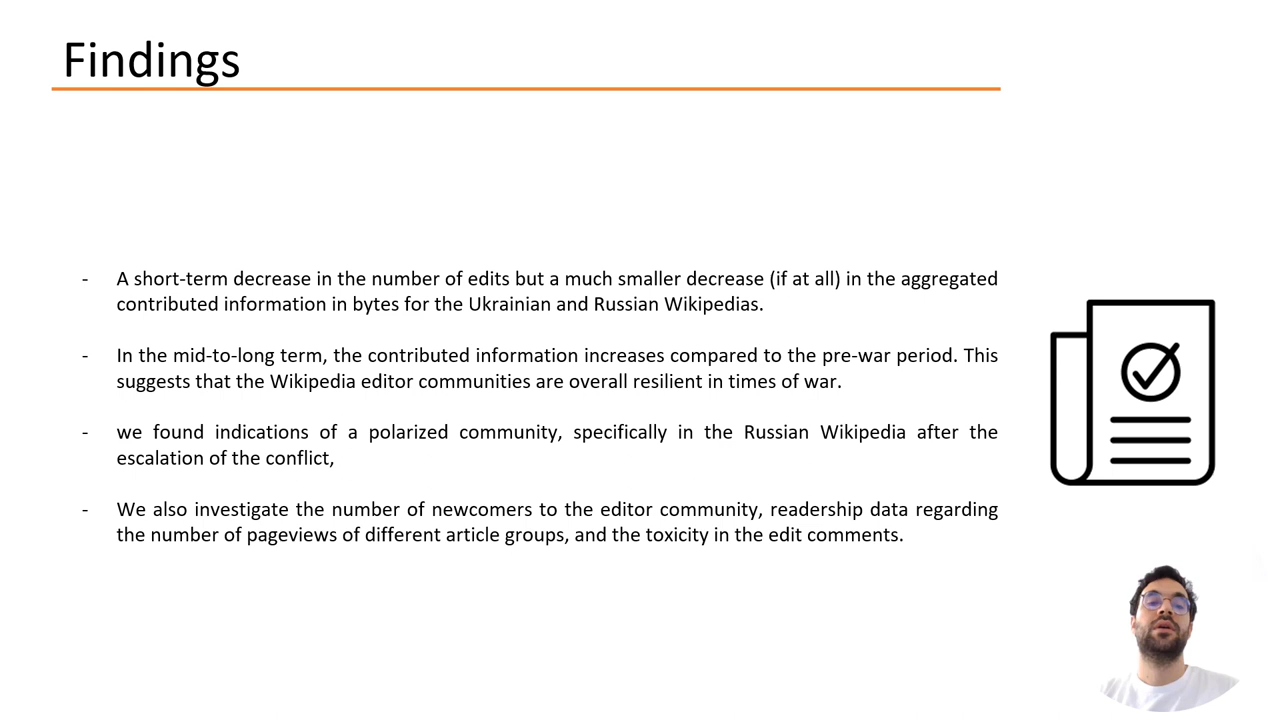 Findings
- A short-term decrease in the number of edits but a much smaller decrease (if at all) in the aggregated
contributed information in bytes for the Ukrainian and Russian Wikipedias.
- In the mid-to-long term, the contributed information increases compared to the pre-war period. This
suggests that the Wikipedia editor communities are overall resilient in times of war.
- we found indications of a polarized community, specifically in the Russian Wikipedia after the
escalation of the conflict,
- We also investigate the number of newcomers to the editor community, readership data regarding
the number of pageviews of different article groups, and the toxicity in the edit comments.